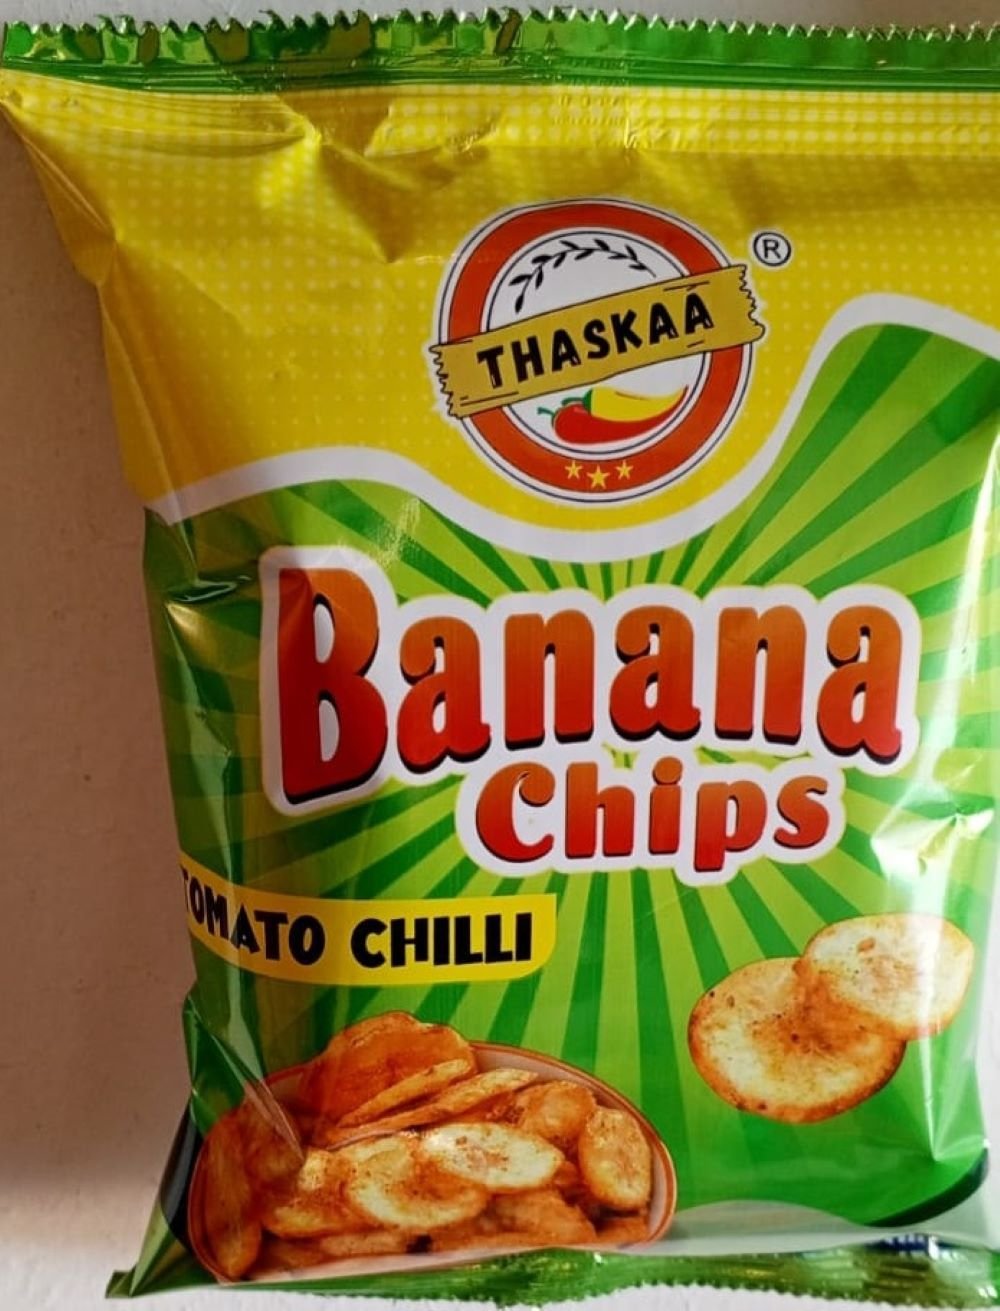 THASKAA
®
Banana
Chips
TOMATO CHILLI